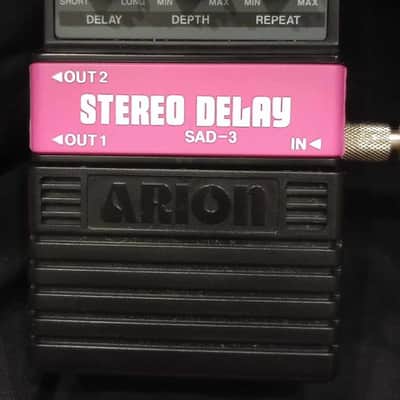 SHORT LONG MIN MAX MIN MAX
DELAY DEPTH REPEAT
◄OUT 2
STEREO DELAY
◄OUT 1 SAD-3 IN◄
ARION